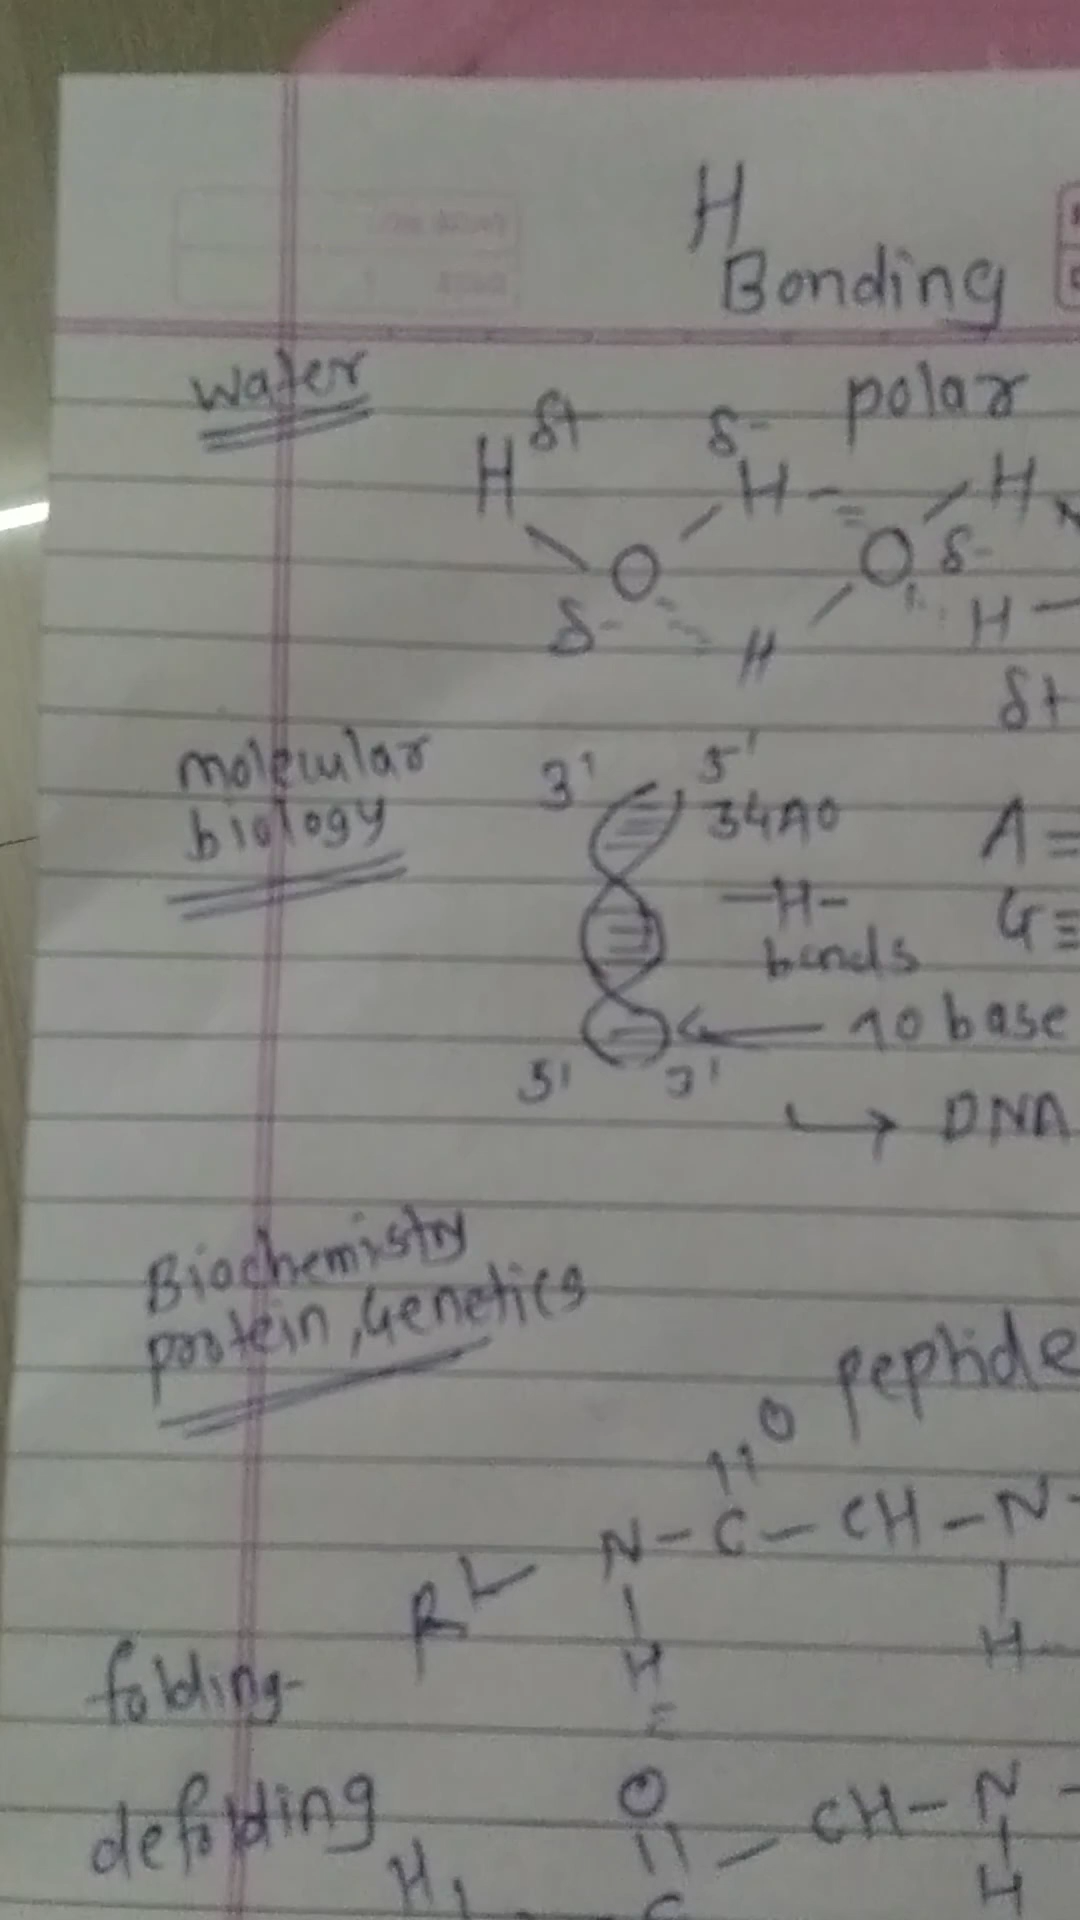 H
Bonding
water
polar
H δ+ δ- H H
O O δ-
δ- H H
δ+
molecular
biology
3' 5'
34A0
A=
-H-
G≡
bonds
10 base
5' 3'
→ DNA
Biochemistry
protein, Genetics
peptide
O
N-C-CH-N-
R
H H
folding-
=
O
defolding
CH-N-
H
H
C